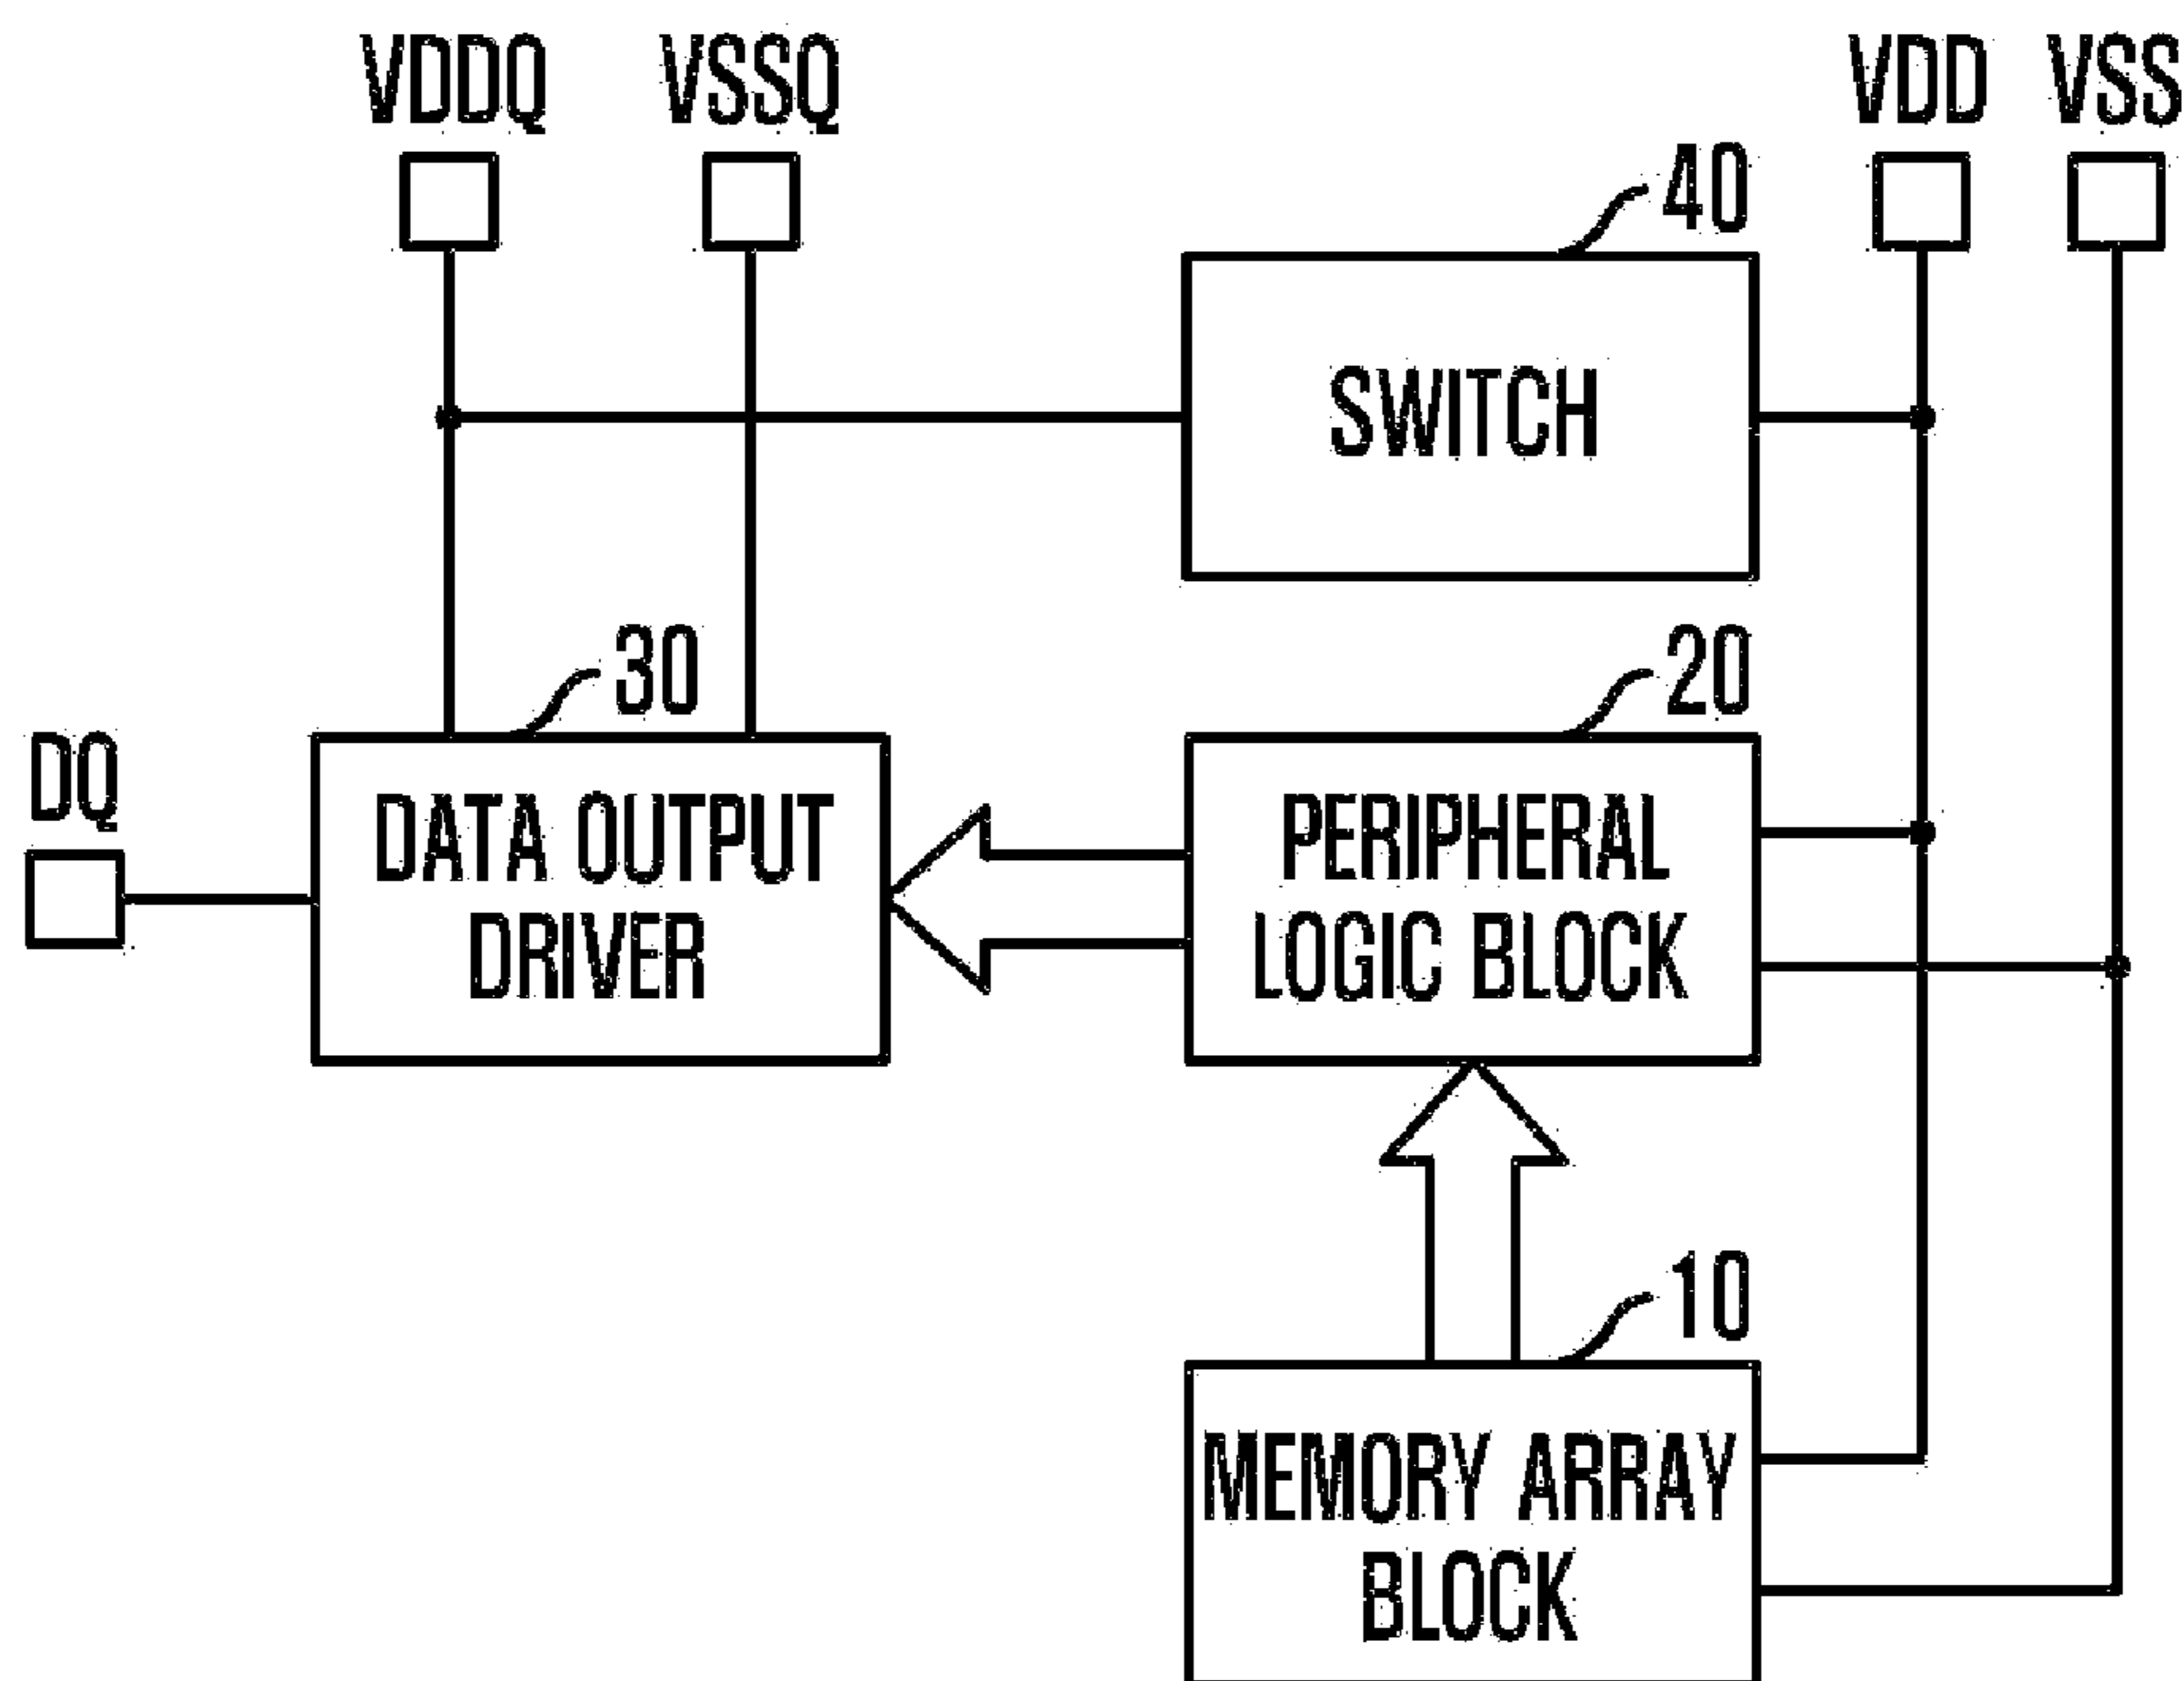 VDDQ
VSSQ
VDD
VSS
40
SWITCH
30
20
DQ
DATA OUTPUT
DRIVER
PERIPHERAL
LOGIC BLOCK
10
MEMORY ARRAY
BLOCK